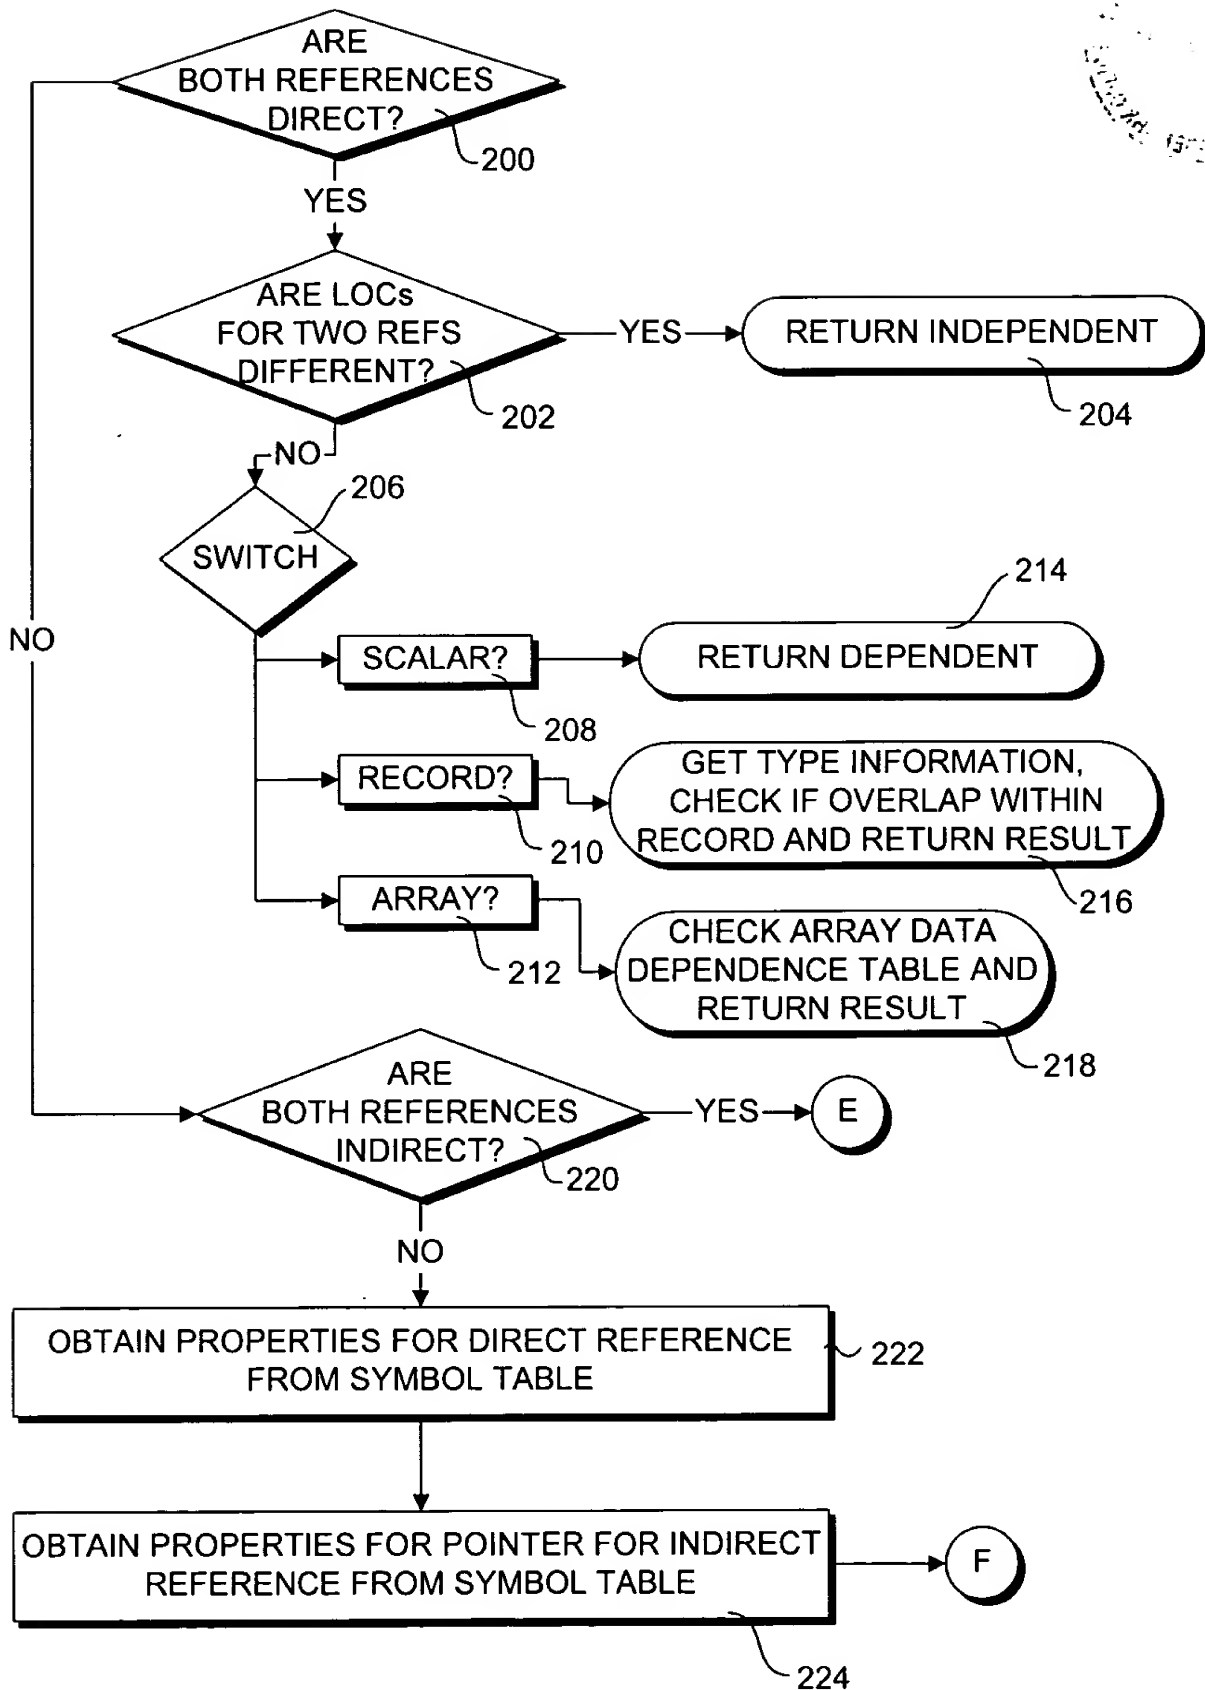 ARE
BOTH REFERENCES
DIRECT?
200
YES
ARE LOCs
FOR TWO REFS
DIFFERENT?
202
YES
RETURN INDEPENDENT
204
NO
206
SWITCH
NO
SCALAR?
208
214
RETURN DEPENDENT
RECORD?
210
GET TYPE INFORMATION,
CHECK IF OVERLAP WITHIN
RECORD AND RETURN RESULT
216
ARRAY?
212
CHECK ARRAY DATA
DEPENDENCE TABLE AND
RETURN RESULT
218
ARE
BOTH REFERENCES
INDIRECT?
220
YES
E
NO
OBTAIN PROPERTIES FOR DIRECT REFERENCE
FROM SYMBOL TABLE
222
OBTAIN PROPERTIES FOR POINTER FOR INDIRECT
REFERENCE FROM SYMBOL TABLE
224
F